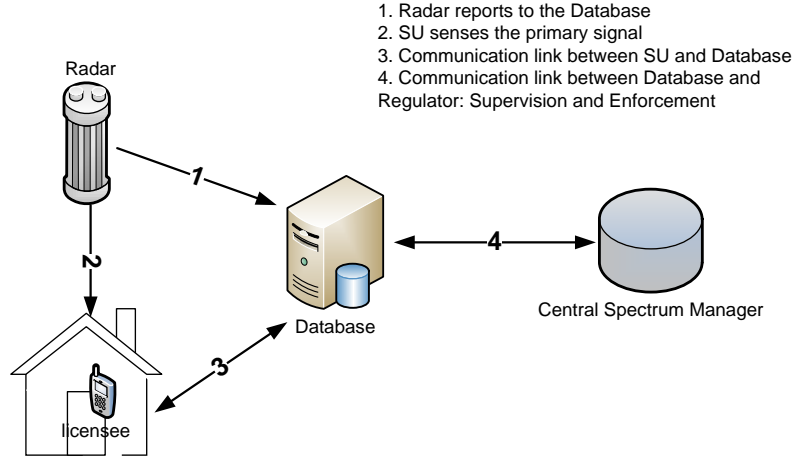 1. Radar reports to the Database
2. SU senses the primary signal
3. Communication link between SU and Database
4. Communication link between Database and
Regulator: Supervision and Enforcement
Radar
1
2
4
Central Spectrum Manager
Database
3
licensee